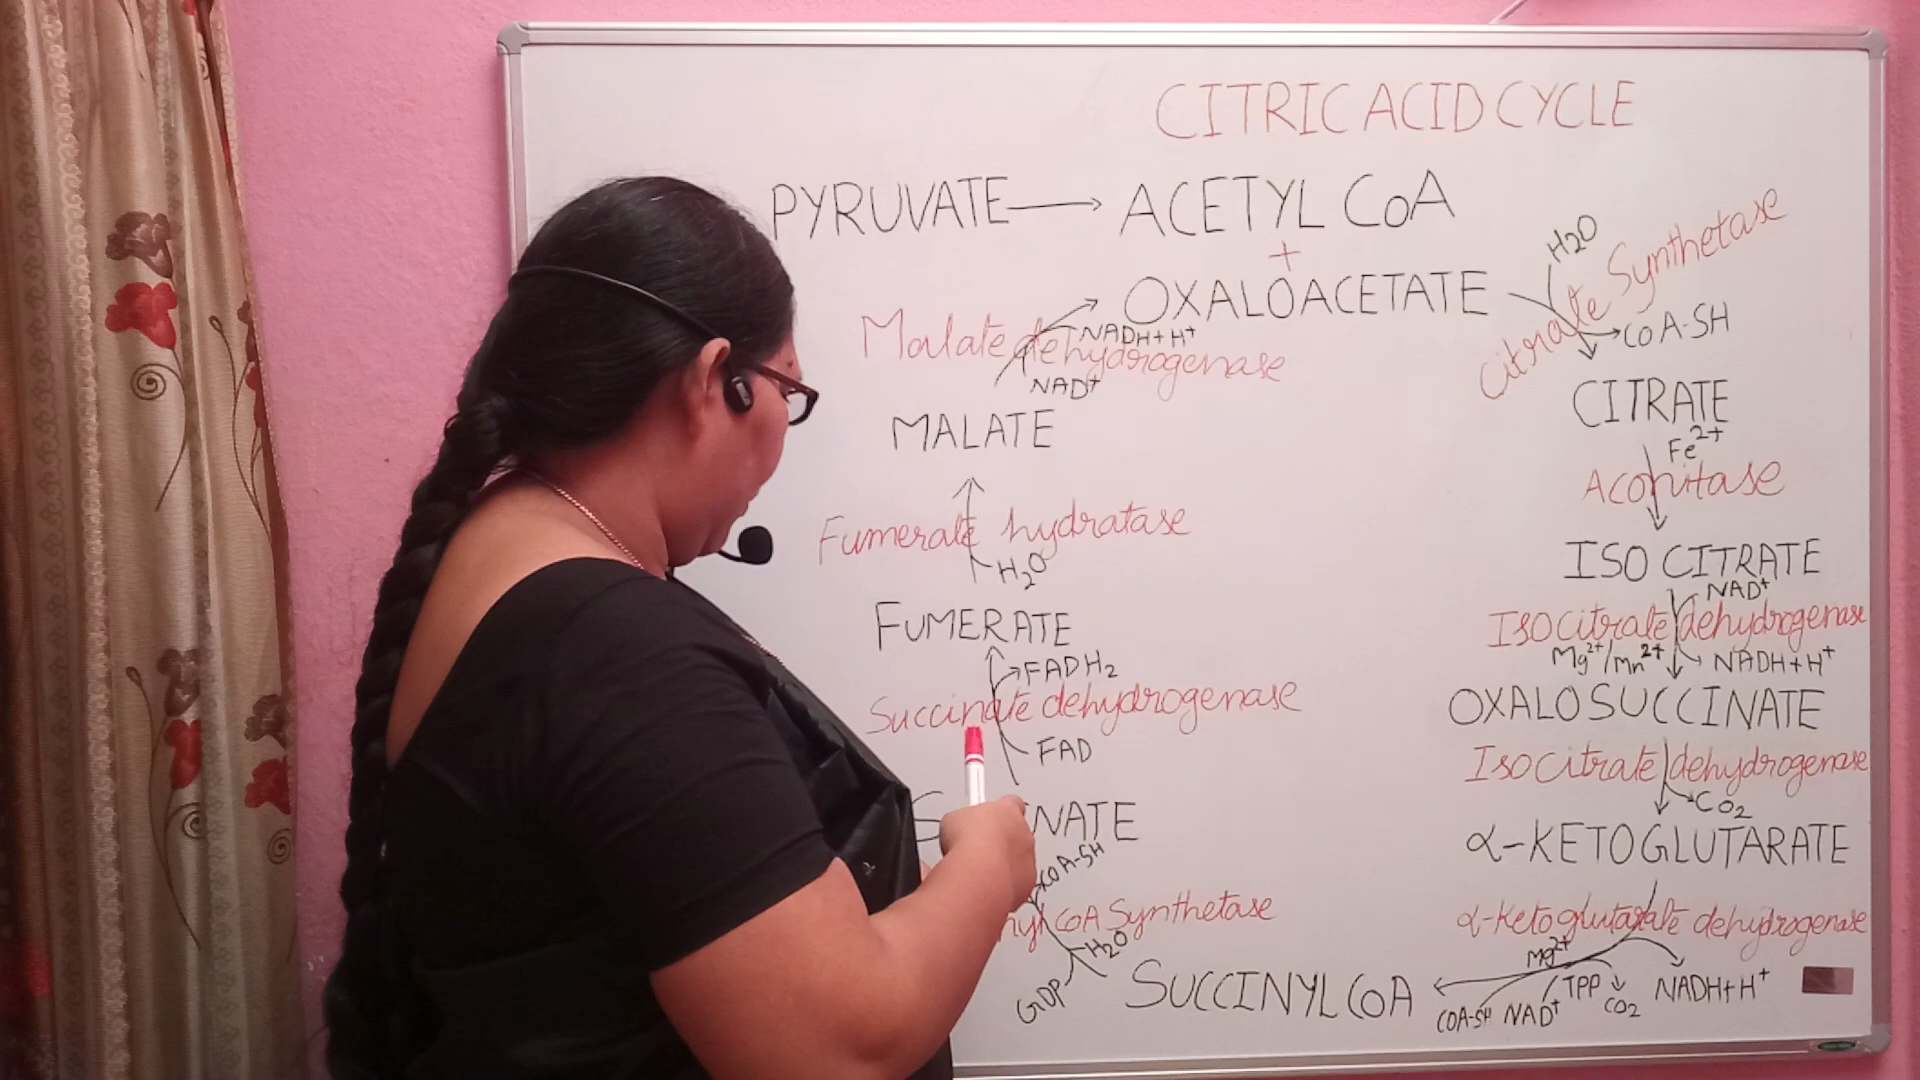 CITRIC ACID CYCLE
PYRUVATE → ACETYL CoA
+
OXALOACETATE
H2O
Citrate Synthetase
CoA-SH
CITRATE
Fe2+
Aconitase
ISO CITRATE
NAD+
Isocitrate dehydrogenase
Mg2+/Mn2+
NADH+H+
OXALOSUCCINATE
Isocitrate dehydrogenase
CO2
α-KETOGLUTARATE
α-Ketoglutarate dehydrogenase
Mg2+
COA-SH NAD+ TPP CO2 NADH+H+
SUCCINYL CoA
GDP H2O
CoA Synthetase
COA-SH
NATE
FAD
Succinate dehydrogenase
FADH2
FUMERATE
H2O
Fumerate hydratase
MALATE
NAD+
Malate dehydrogenase
NADH+H+